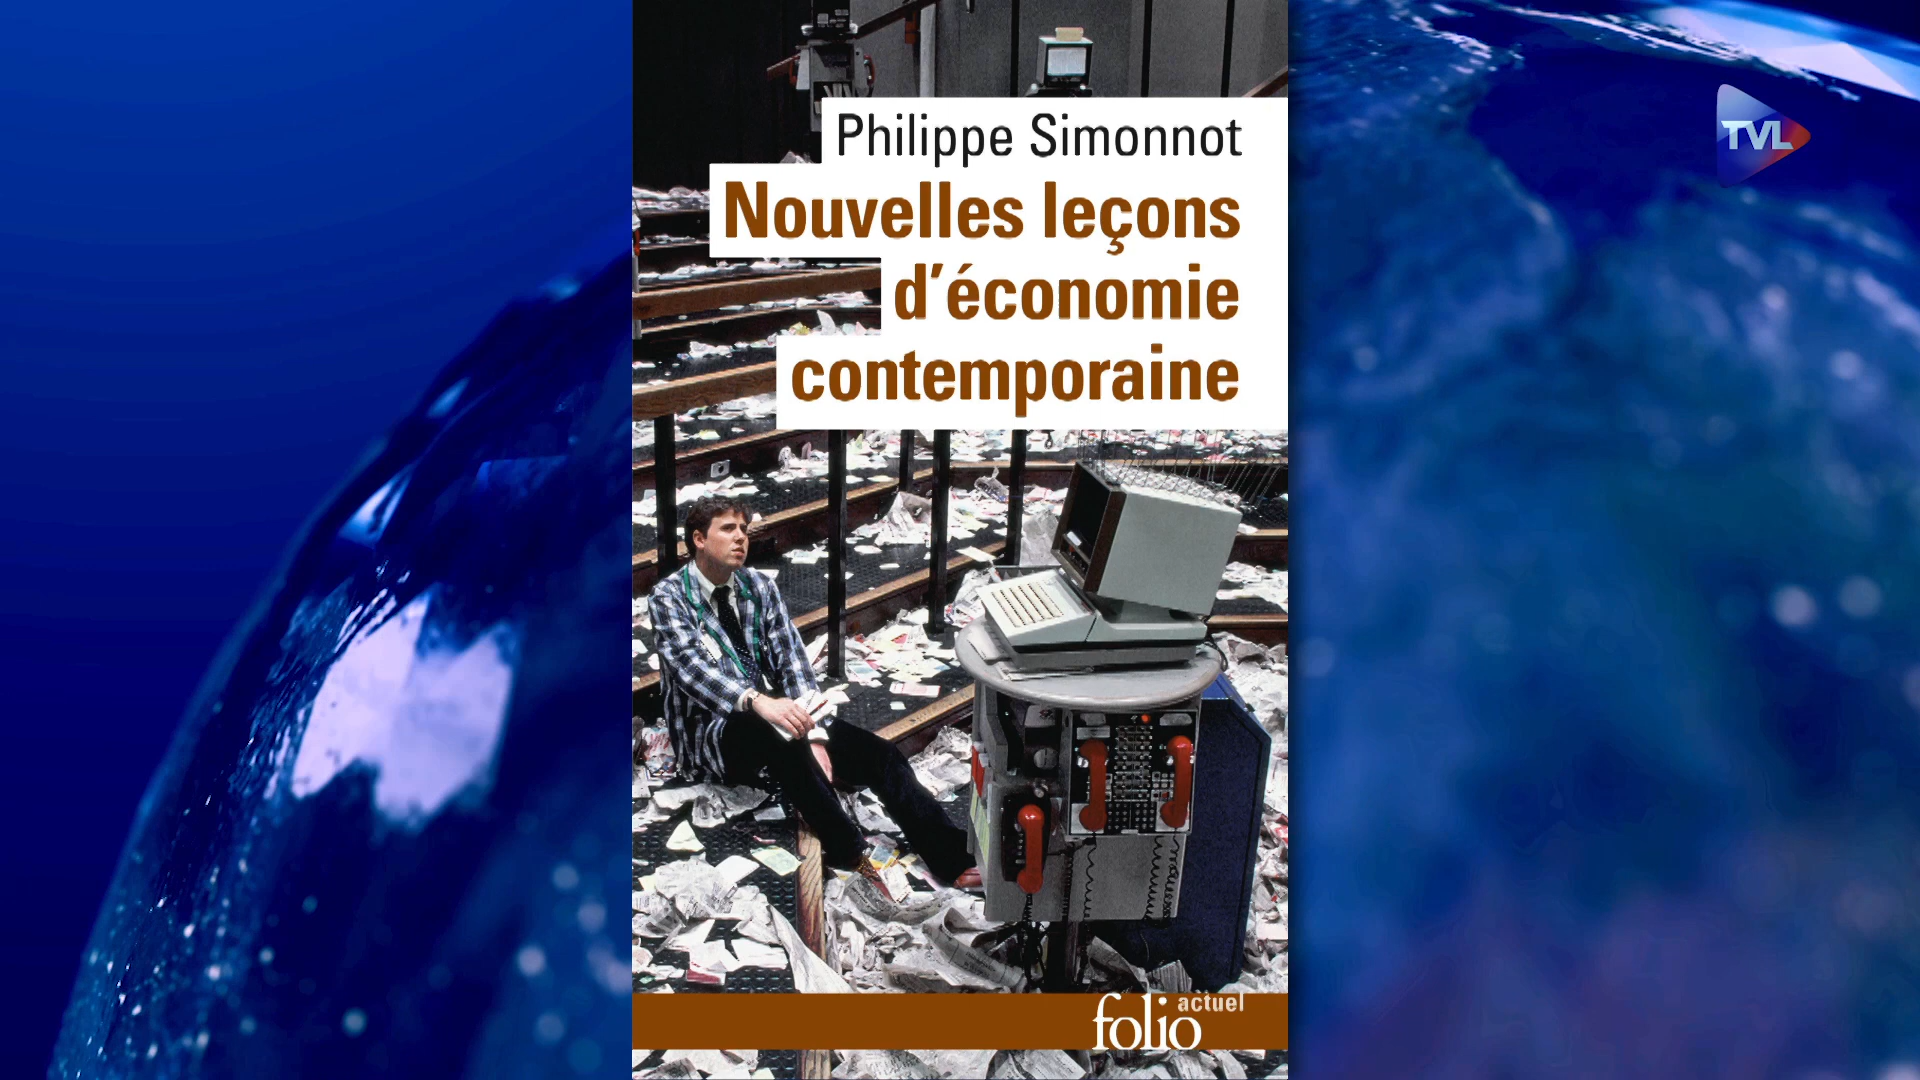 TVL
Philippe Simonnot
Nouvelles leçons
d'économie
contemporaine
actuel
folio